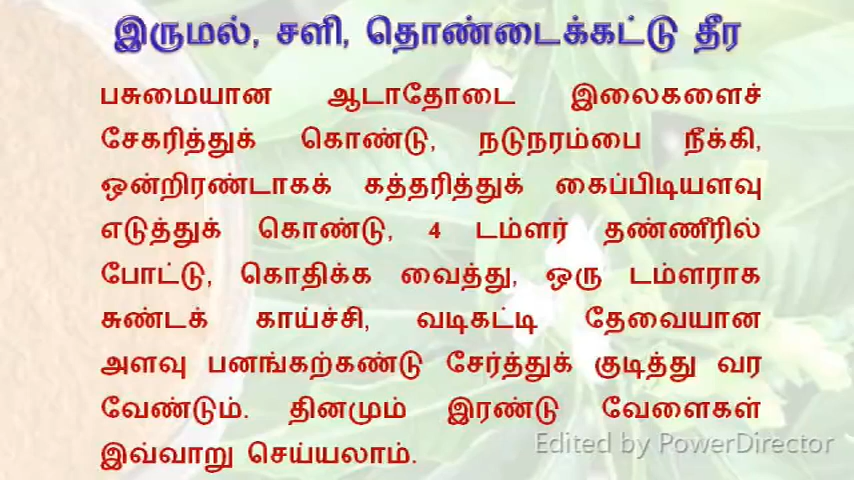 இருமல், சளி, தொண்டைக்கட்டு தீர
பசுமையான ஆடாதோடை இலைகளைச்
சேகரித்துக் கொண்டு, நடுநரம்பை நீக்கி,
ஒன்றிரண்டாகக் கத்தரித்துக் கைப்பிடியளவு
எடுத்துக் கொண்டு, 4 டம்ளர் தண்ணீரில்
போட்டு, கொதிக்க வைத்து, ஒரு டம்ளராக
சுண்டக் காய்ச்சி, வடிகட்டி தேவையான
அளவு பனங்கற்கண்டு சேர்த்துக் குடித்து வர
வேண்டும். தினமும் இரண்டு வேளைகள்
இவ்வாறு செய்யலாம்.
Edited by PowerDirector